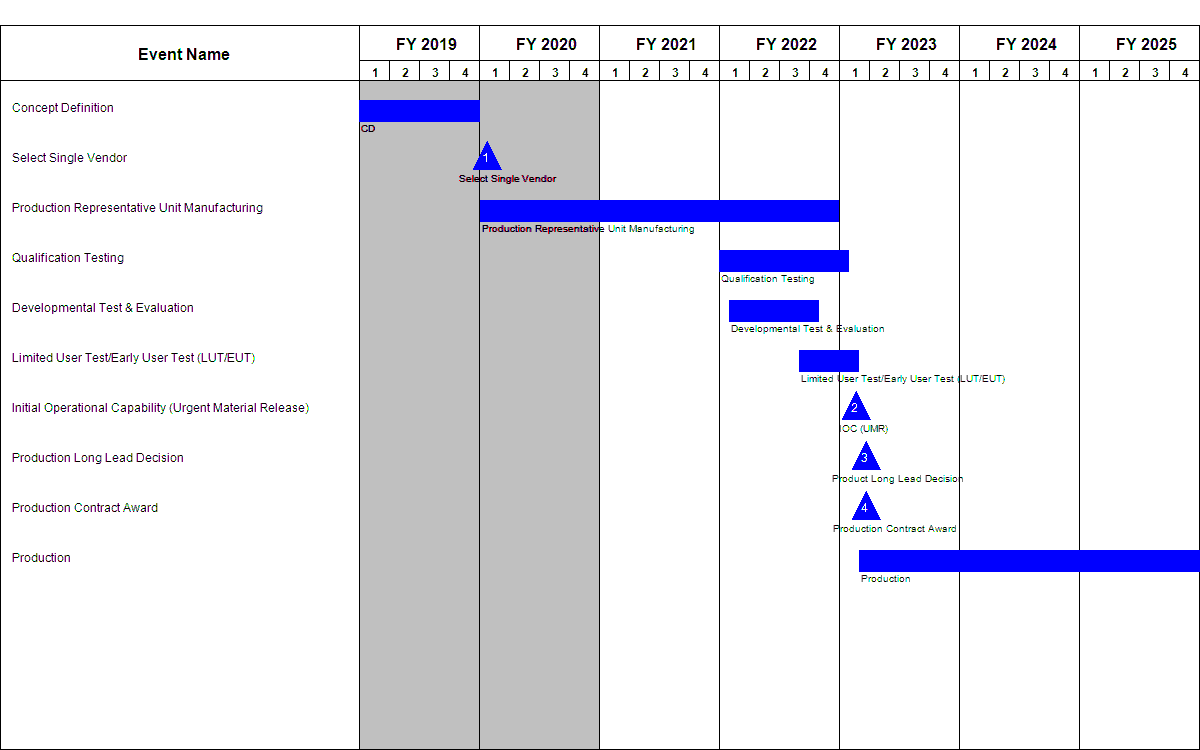 Event Name
FY 2019 FY 2020 FY 2021 FY 2022 FY 2023 FY 2024 FY 2025
1 2 3 4 1 2 3 4 1 2 3 4 1 2 3 4 1 2 3 4 1 2 3 4 1 2 3 4
Concept Definition
CD
Select Single Vendor
1
Select Single Vendor
Production Representative Unit Manufacturing
Production Representative Unit Manufacturing
Qualification Testing
Qualification Testing
Developmental Test & Evaluation
Developmental Test & Evaluation
Limited User Test/Early User Test (LUT/EUT)
Limited User Test/Early User Test (LUT/EUT)
Initial Operational Capability (Urgent Material Release)
2
IOC (UMR)
Production Long Lead Decision
3
Product Long Lead Decision
Production Contract Award
4
Production Contract Award
Production
Production